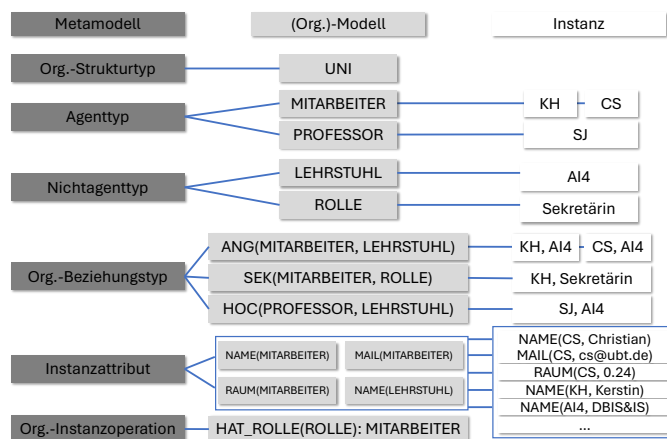 Metamodell
(Org.)-Modell
Instanz
Org.-Strukturtyp
UNI
Agenttyp
MITARBEITER
KH
CS
PROFESSOR
SJ
Nichtagenttyp
LEHRSTUHL
AI4
ROLLE
Sekretärin
Org.-Beziehungstyp
ANG(MITARBEITER, LEHRSTUHL)
KH, AI4
CS, AI4
SEK(MITARBEITER, ROLLE)
KH, Sekretärin
HOC(PROFESSOR, LEHRSTUHL)
SJ, AI4
Instanzattribut
NAME(MITARBEITER)
MAIL(MITARBEITER)
RAUM(MITARBEITER)
NAME(LEHRSTUHL)
NAME(CS, Christian)
MAIL(CS, cs@ubt.de)
RAUM(CS, 0.24)
NAME(KH, Kerstin)
NAME(AI4, DBIS&IS)
...
Org.-Instanzoperation
HAT_ROLLE(ROLLE): MITARBEITER